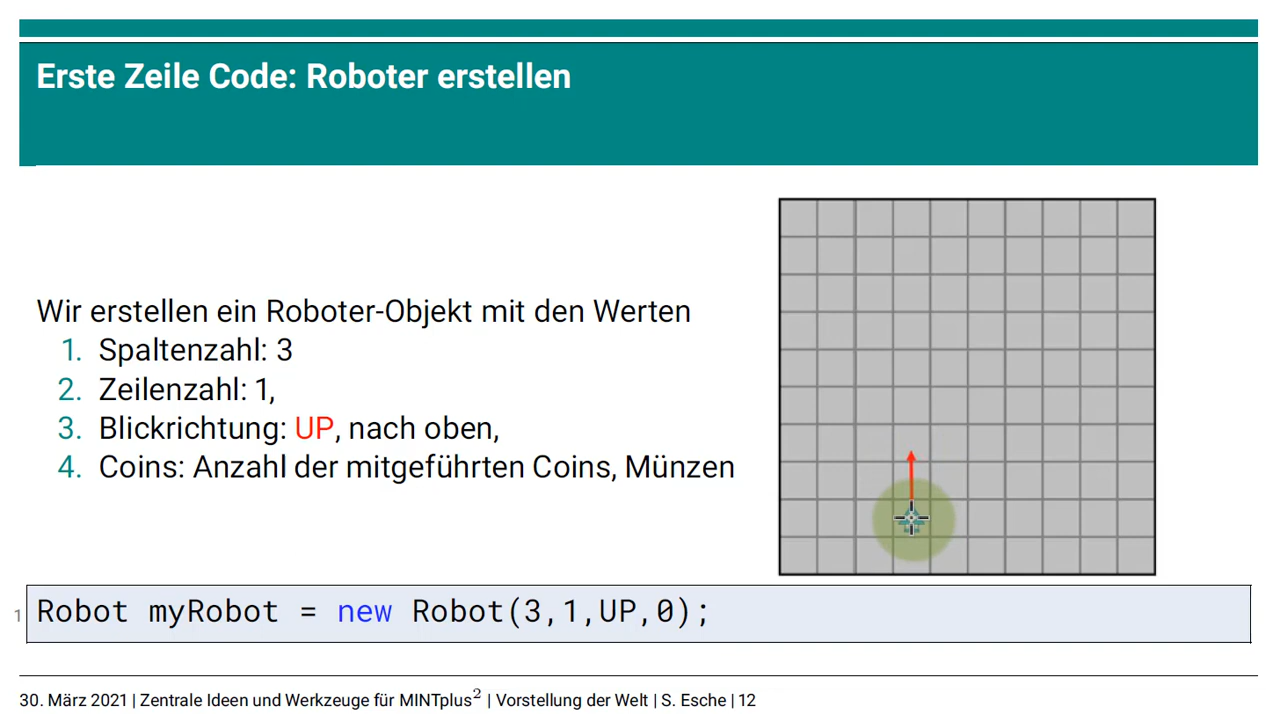 Erste Zeile Code: Roboter erstellen
Wir erstellen ein Roboter-Objekt mit den Werten
1. Spaltenzahl: 3
2. Zeilenzahl: 1,
3. Blickrichtung: UP, nach oben,
4. Coins: Anzahl der mitgeführten Coins, Münzen
1 Robot myRobot = new Robot(3,1,UP,0);
30. März 2021 | Zentrale Ideen und Werkzeuge für MINTplus² | Vorstellung der Welt | S. Esche | 12